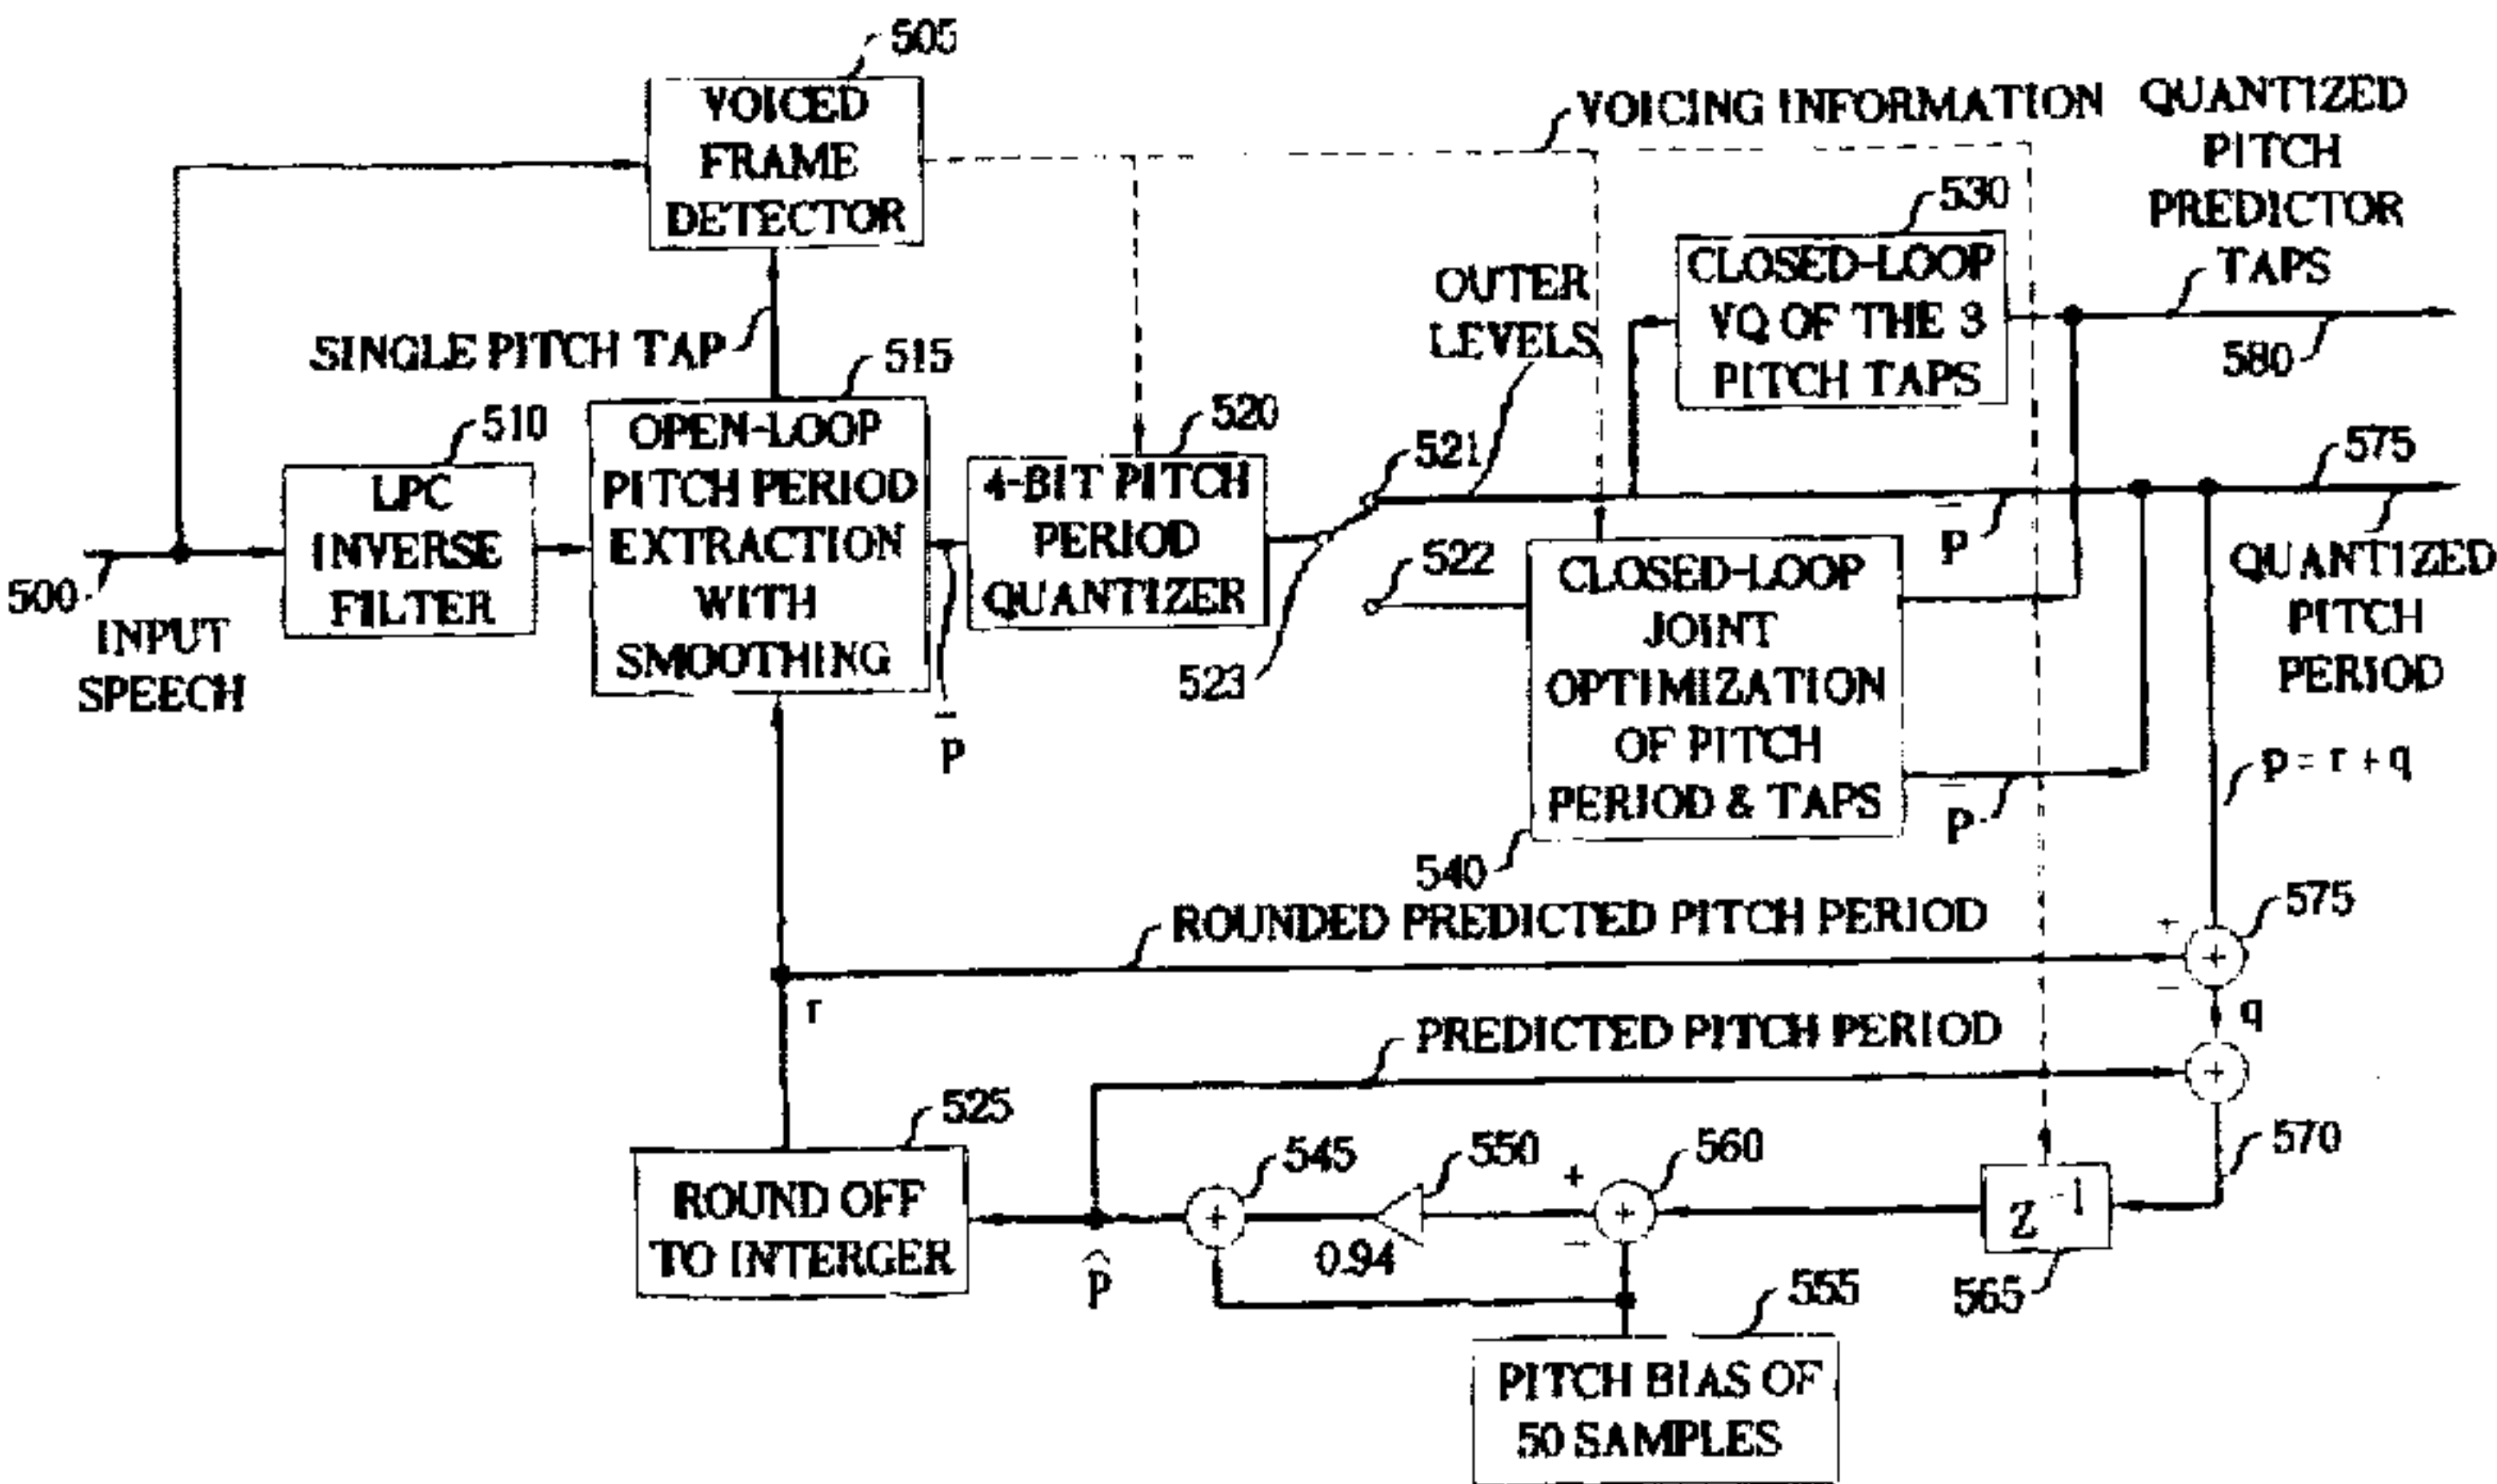 505
VOICED
FRAME
DETECTOR
VOICING INFORMATION
QUANTIZED
PITCH
PREDICTOR
TAPS
580
530
CLOSED-LOOP
VQ OF THE 3
PITCH TAPS
OUTER
LEVELS
SINGLE PITCH TAP
515
OPEN-LOOP
PITCH PERIOD
EXTRACTION
WITH
SMOOTHING
510
LPC
INVERSE
FILTER
500
INPUT
SPEECH
520
4-BIT PITCH
PERIOD
QUANTIZER
521
522
523
p̅
575
QUANTIZED
PITCH
PERIOD
p̅
CLOSED-LOOP
JOINT
OPTIMIZATION
OF PITCH
PERIOD & TAPS
540
p̅
p = r + q
ROUNDED PREDICTED PITCH PERIOD
575
+
+
−
r
q
PREDICTED PITCH PERIOD
+
525
ROUND OFF
TO INTERGER
p̂
545
+
550
0.94
560
+
+
−
570
Z⁻¹
565
555
PITCH BIAS OF
50 SAMPLES